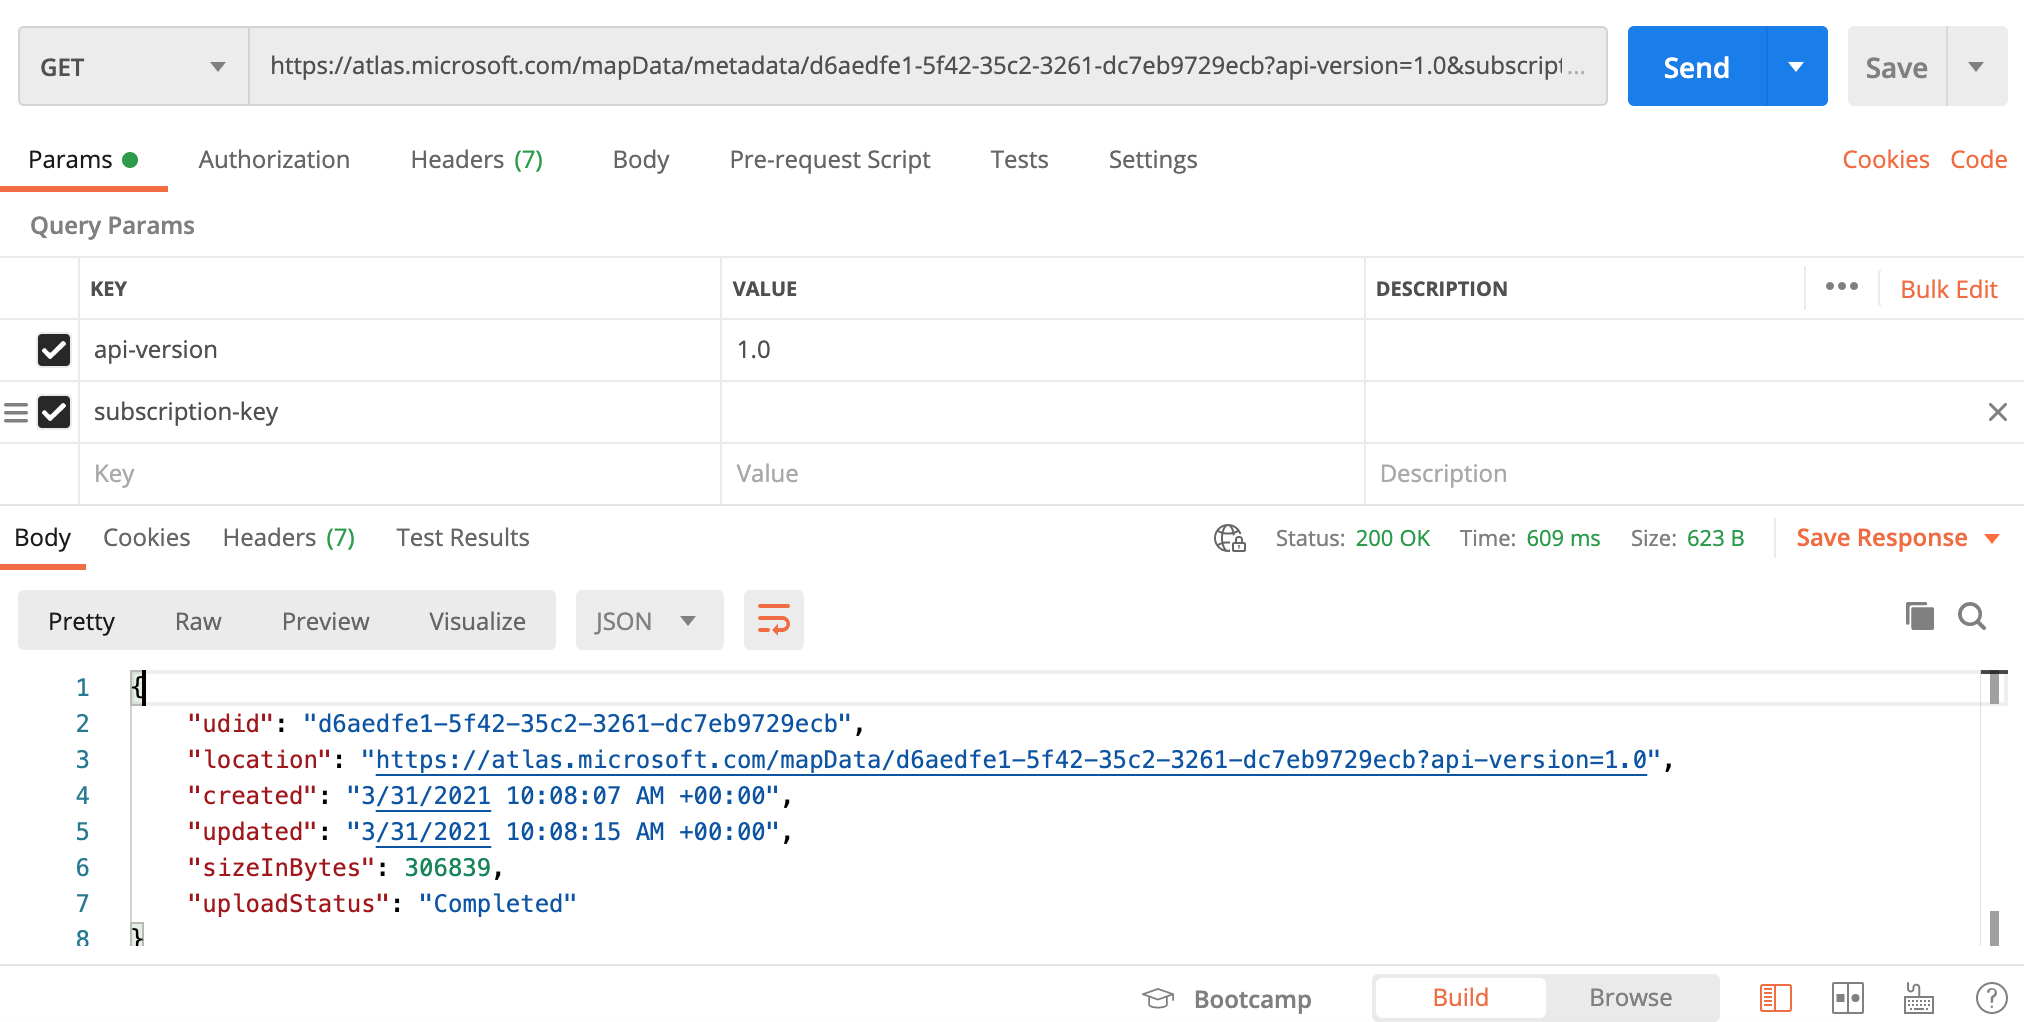 GET https://atlas.microsoft.com/mapData/metadata/d6aedfe1-5f42-35c2-3261-dc7eb9729ecb?api-version=1.0&subscript... Send Save
Params Authorization Headers (7) Body Pre-request Script Tests Settings Cookies Code
Query Params
KEY VALUE DESCRIPTION ••• Bulk Edit
api-version 1.0
subscription-key
Key Value Description
Body Cookies Headers (7) Test Results Status: 200 OK Time: 609 ms Size: 623 B Save Response
Pretty Raw Preview Visualize JSON
1 {
2 "udid": "d6aedfe1-5f42-35c2-3261-dc7eb9729ecb",
3 "location": "https://atlas.microsoft.com/mapData/d6aedfe1-5f42-35c2-3261-dc7eb9729ecb?api-version=1.0",
4 "created": "3/31/2021 10:08:07 AM +00:00",
5 "updated": "3/31/2021 10:08:15 AM +00:00",
6 "sizeInBytes": 306839,
7 "uploadStatus": "Completed"
8 }
Bootcamp Build Browse ?